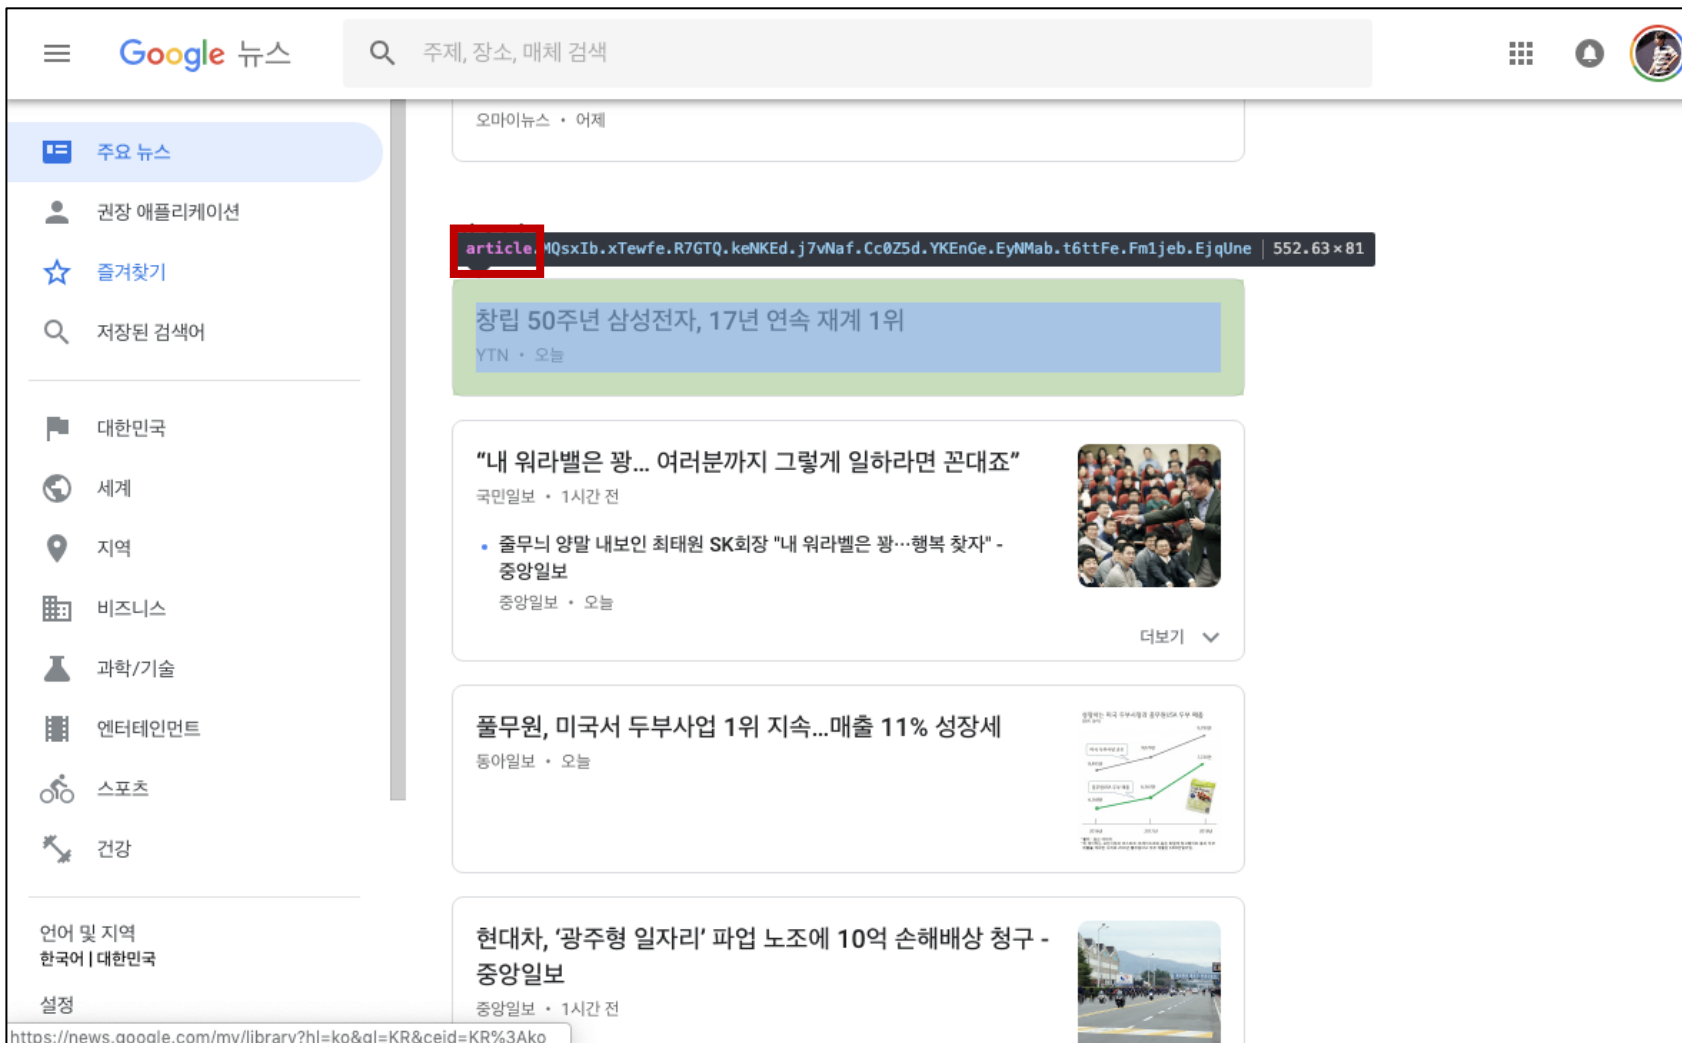 Google 뉴스
주제, 장소, 매체 검색
주요 뉴스
권장 애플리케이션
즐겨찾기
저장된 검색어
대한민국
세계
지역
비즈니스
과학/기술
엔터테인먼트
스포츠
건강
언어 및 지역
한국어 | 대한민국
설정
https://news.google.com/my/library?hl=ko&gl=KR&ceid=KR%3Ako
오마이뉴스 • 어제
article.MQsxIb.xTewfe.R7GTQ.keNKEd.j7vNaf.Cc0Z5d.YKEnGe.EyNMab.t6ttFe.Fm1jeb.EjqUne | 552.63×81
창립 50주년 삼성전자, 17년 연속 재계 1위
YTN • 오늘
“내 워라밸은 꽝... 여러분까지 그렇게 일하라면 꼰대죠”
국민일보 • 1시간 전
줄무늬 양말 내보인 최태원 SK회장 "내 워라벨은 꽝…행복 찾자" -
중앙일보
중앙일보 • 오늘
더보기
풀무원, 미국서 두부사업 1위 지속...매출 11% 성장세
동아일보 • 오늘
현대차, ‘광주형 일자리’ 파업 노조에 10억 손해배상 청구 -
중앙일보
중앙일보 • 1시간 전